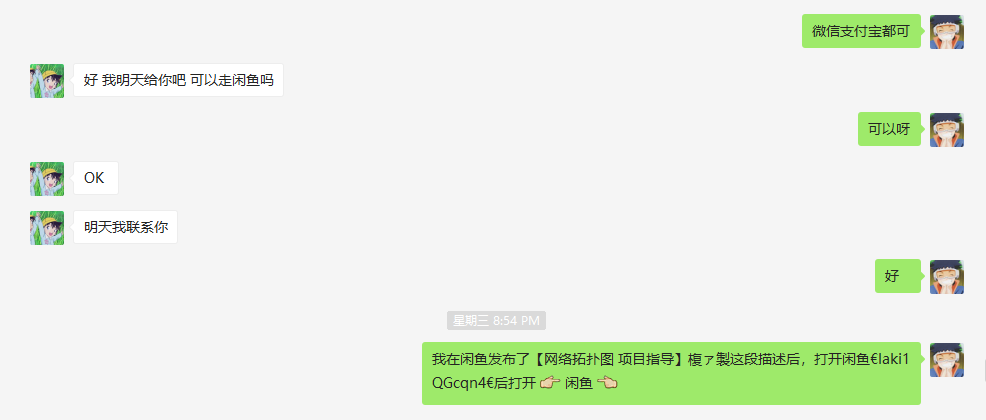 微信支付宝都可
好 我明天给你吧 可以走闲鱼吗
可以呀
OK
明天我联系你
好
星期三 8:54 PM
我在闲鱼发布了【网络拓扑图 项目指导】椱ァ製这段描述后，打开闲鱼€laki1
QGcqn4€后打开 👉 闲鱼 👈